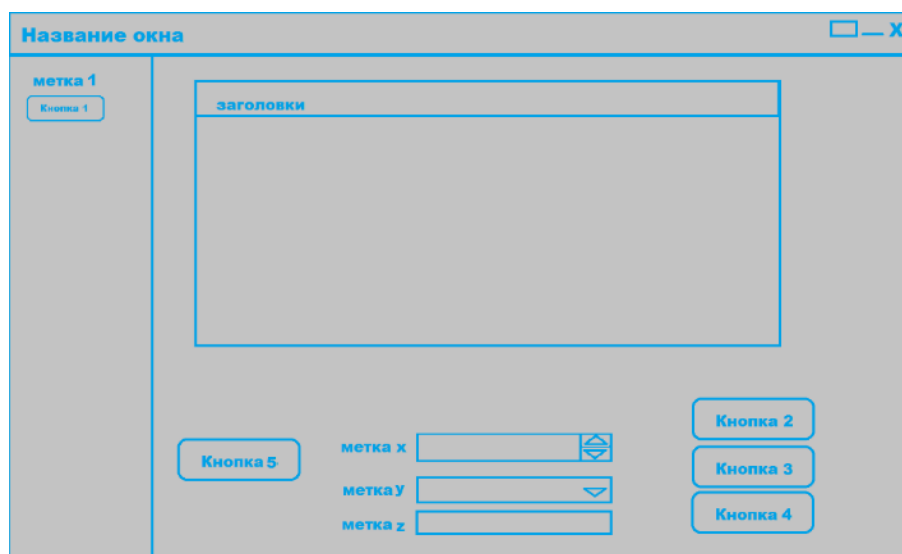 Название окна
X
метка 1
Кнопка 1
заголовки
Кнопка 2
метка x
Кнопка 5
Кнопка 3
метка y
Кнопка 4
метка z